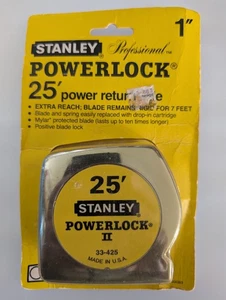 1"
STANLEY® Professional
POWERLOCK®
25' power return
• EXTRA REACH; BLADE REMAINS FOR 7 FEET
• Blade and spring easily replaced with drop-in cartridge
• Mylar® protected blade (lasts up to ten times longer)
• Positive blade lock
25'
STANLEY
POWERLOCK®
II
33-425
MADE IN U.S.A.